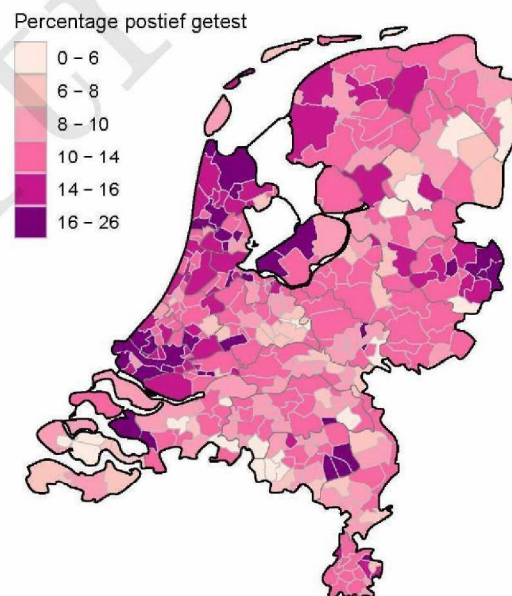 Percentage postief getest
0 – 6
6 – 8
8 – 10
10 – 14
14 – 16
16 – 26